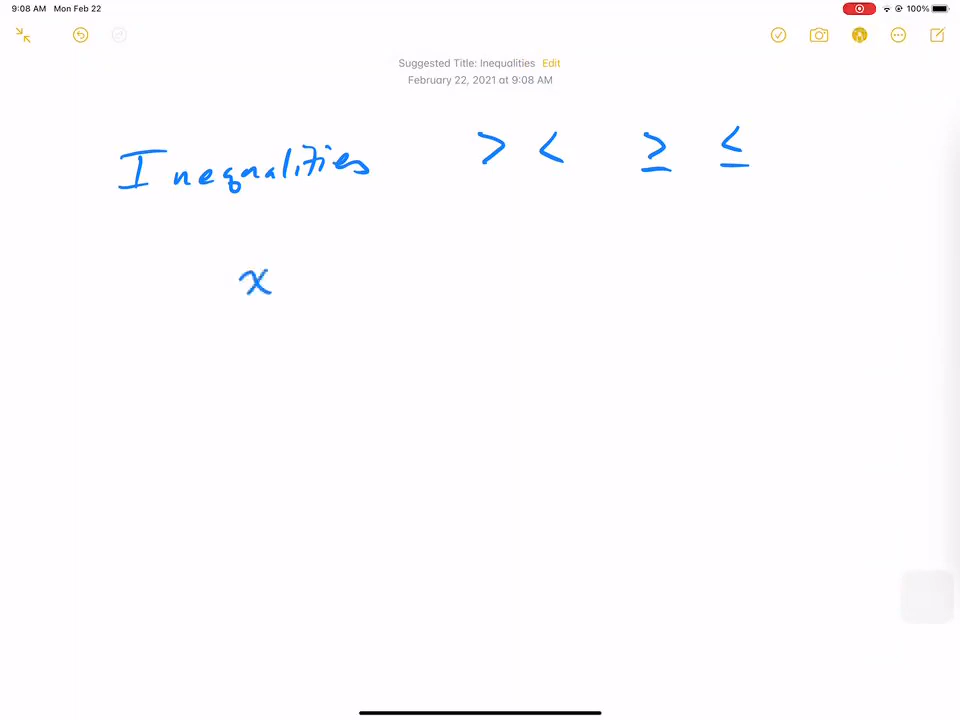 9:08 AM Mon Feb 22 100%
Suggested Title: Inequalities Edit
February 22, 2021 at 9:08 AM
Inequalities > < ≥ ≤
x